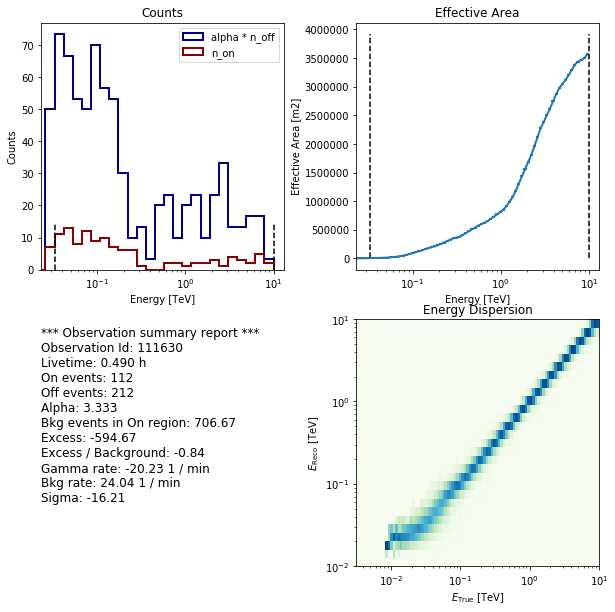 Counts
alpha * n_off
n_on
70
60
50
40
30
20
10
0
Counts
10⁻¹
10⁰
10¹
Energy [TeV]
Effective Area
4000000
3500000
3000000
2500000
2000000
1500000
1000000
500000
0
Effective Area [m2]
10⁻¹
10⁰
10¹
Energy [TeV]
*** Observation summary report ***
Observation Id: 111630
Livetime: 0.490 h
On events: 112
Off events: 212
Alpha: 3.333
Bkg events in On region: 706.67
Excess: -594.67
Excess / Background: -0.84
Gamma rate: -20.23 1 / min
Bkg rate: 24.04 1 / min
Sigma: -16.21
Energy Dispersion
10¹
10⁰
10⁻¹
10⁻²
E_Reco [TeV]
10⁻²
10⁻¹
10⁰
10¹
E_True [TeV]